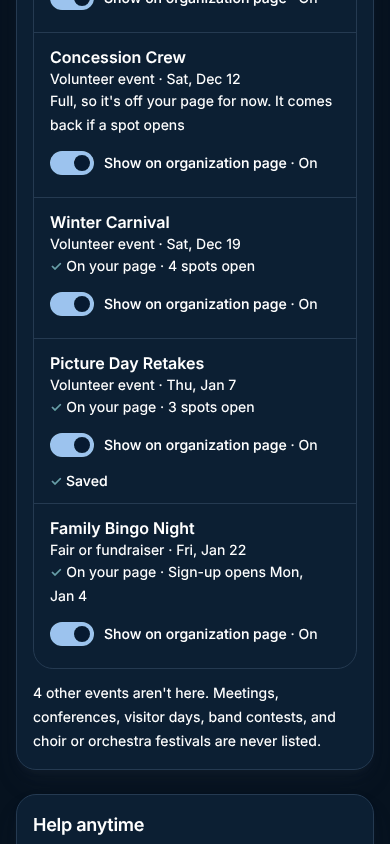 Show on organization page · On
Concession Crew
Volunteer event · Sat, Dec 12
Full, so it's off your page for now. It comes
back if a spot opens
Show on organization page · On
Winter Carnival
Volunteer event · Sat, Dec 19
✓ On your page · 4 spots open
Show on organization page · On
Picture Day Retakes
Volunteer event · Thu, Jan 7
✓ On your page · 3 spots open
Show on organization page · On
✓ Saved
Family Bingo Night
Fair or fundraiser · Fri, Jan 22
✓ On your page · Sign-up opens Mon,
Jan 4
Show on organization page · On
4 other events aren't here. Meetings,
conferences, visitor days, band contests, and
choir or orchestra festivals are never listed.
Help anytime